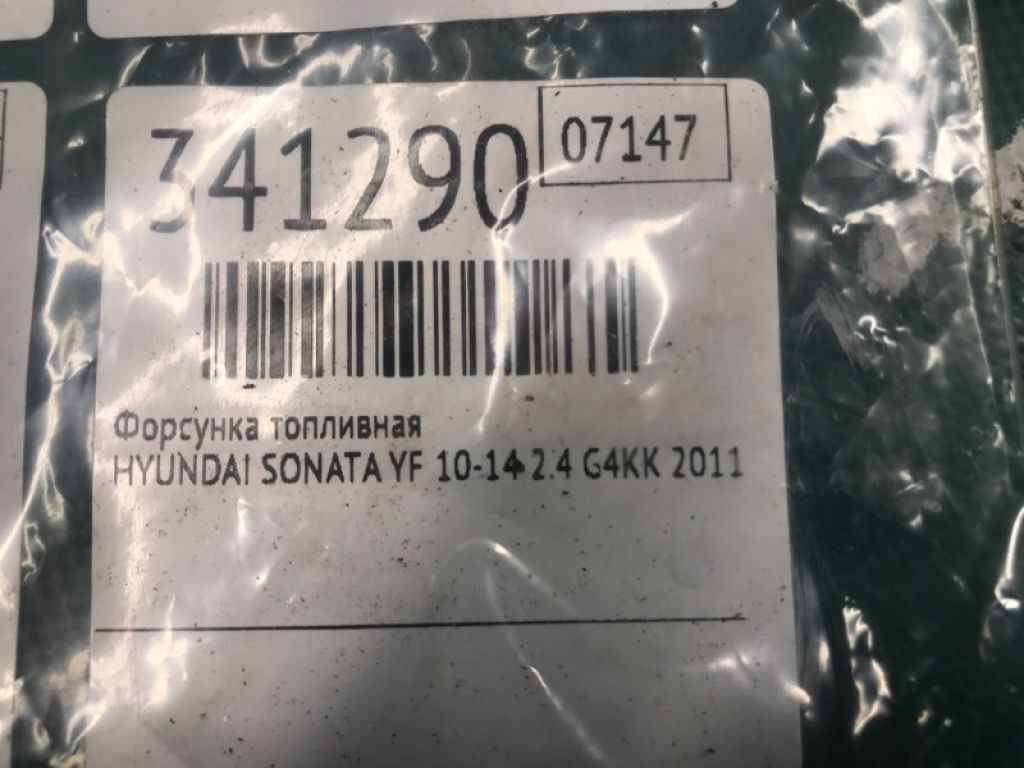 341290
07147
Форсунка топливная
HYUNDAI SONATA YF 10-14 2.4 G4KK 2011